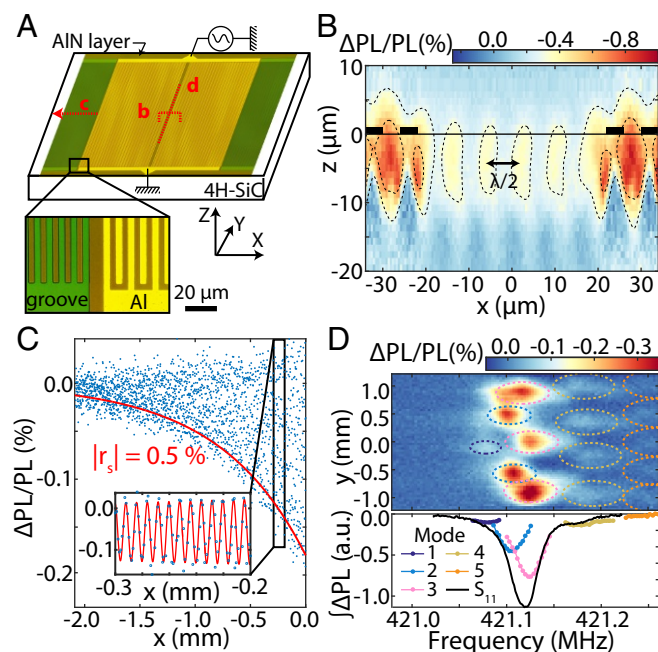 A
AlN layer
d
b
c
4H-SiC
Z
Y
X
groove
Al
20 μm
B
ΔPL/PL(%)
0.0 -0.4 -0.8
z (μm)
10
0
-10
-20
λ/2
-30 -20 -10 0 10 20 30
x (μm)
C
ΔPL/PL (%)
0.0
-0.1
-0.2
|rs| = 0.5 %
0.0
-0.1
-0.3 -0.2
x (mm)
-2.0 -1.5 -1.0 -0.5 0.0
x (mm)
D
ΔPL/PL(%)
0.0 -0.1 -0.2 -0.3
y (mm)
1.0
0.5
0.0
-0.5
-1.0
∫ΔPL (a.u.)
0.0
-0.5
-1.0
Mode
1 4
2 5
3 S11
421.0 421.1 421.2
Frequency (MHz)